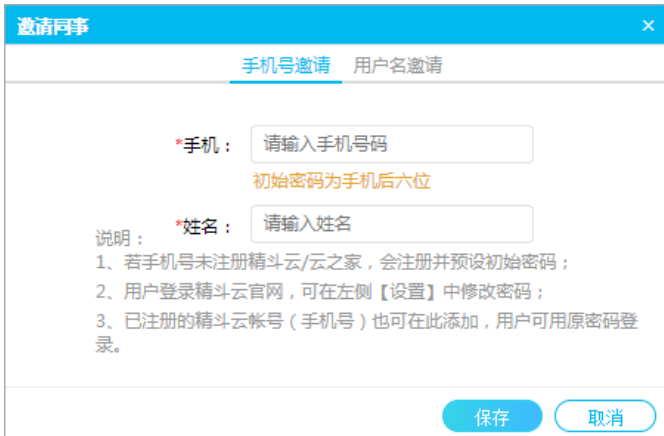 邀请同事 ×
手机号邀请 用户名邀请
*手机： 请输入手机号码
初始密码为手机后六位
*姓名： 请输入姓名
说明：
1、若手机号未注册精斗云/云之家，会注册并预设初始密码；
2、用户登录精斗云官网，可在左侧【设置】中修改密码；
3、已注册的精斗云帐号（手机号）也可在此添加，用户可用原密码登
录。
保存 取消